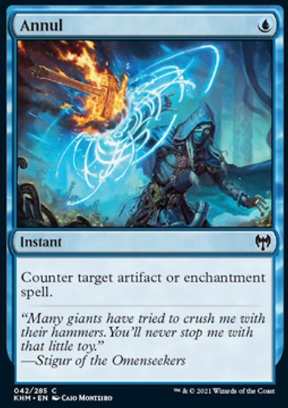 Annul
Instant
Counter target artifact or enchantment
spell.
"Many giants have tried to crush me with
their hammers. You'll never stop me with
that little toy."
—Stigur of the Omenseekers
042/285 C
KHM • EN Caio Monteiro
™ & © 2021 Wizards of the Coast